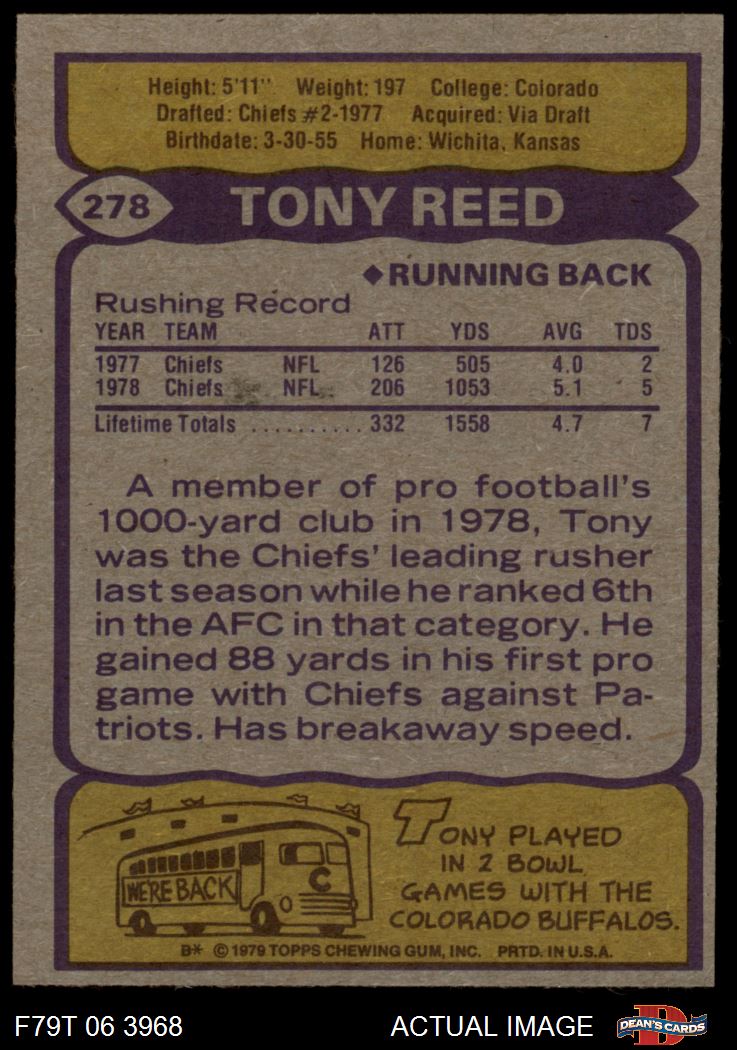 Height: 5'11" Weight: 197 College: Colorado
Drafted: Chiefs #2-1977 Acquired: Via Draft
Birthdate: 3-30-55 Home: Wichita, Kansas
278 TONY REED
◆RUNNING BACK
Rushing Record
YEAR TEAM ATT YDS AVG TDS
1977 Chiefs NFL 126 505 4.0 2
1978 Chiefs NFL 206 1053 5.1 5
Lifetime Totals .......... 332 1558 4.7 7
A member of pro football's
1000-yard club in 1978, Tony
was the Chiefs' leading rusher
last season while he ranked 6th
in the AFC in that category. He
gained 88 yards in his first pro
game with Chiefs against Pa-
triots. Has breakaway speed.
WE'RE BACK
C
TONY PLAYED
IN 2 BOWL
GAMES WITH THE
COLORADO BUFFALOS.
B* © 1979 TOPPS CHEWING GUM, INC. PRTD. IN U.S.A.
F79T 06 3968 ACTUAL IMAGE
D
DEAN'S CARDS